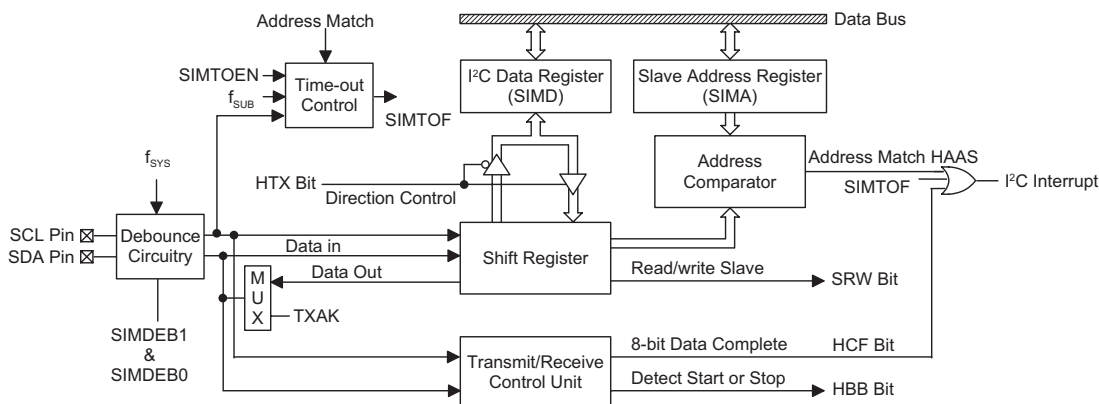 Data Bus
Address Match
SIMTOEN
fSUB
Time-out
Control
SIMTOF
I²C Data Register
(SIMD)
Slave Address Register
(SIMA)
fSYS
HTX Bit
Direction Control
Address
Comparator
Address Match HAAS
SIMTOF
I²C Interrupt
SCL Pin
SDA Pin
Debounce
Circuitry
Data in
Shift Register
Data Out
M
U
X
TXAK
Read/write Slave
SRW Bit
SIMDEB1
&
SIMDEB0
Transmit/Receive
Control Unit
8-bit Data Complete
HCF Bit
Detect Start or Stop
HBB Bit